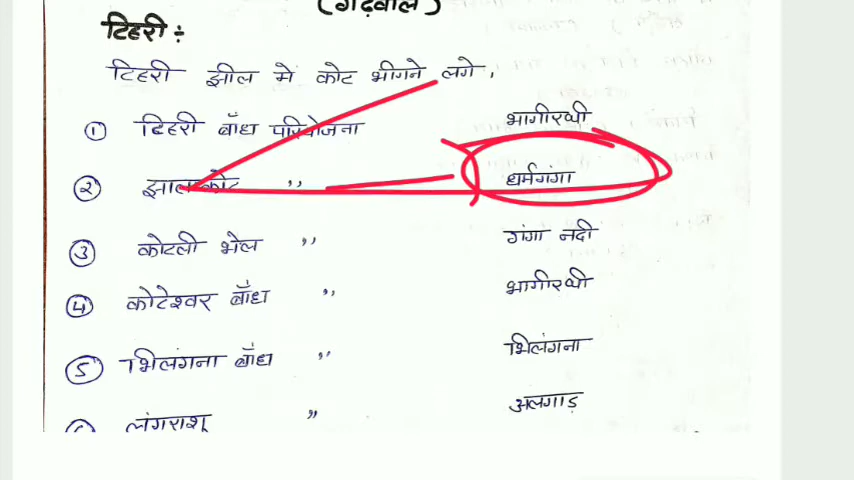 (गढ़वाल)
टिहरी ÷
टिहरी झील में कोट भीगने लगे,
① टिहरी बाँध परियोजना भागीरथी
② झालकोट ,, धर्मगंगा
③ कोटली भेल ,, गंगा नदी
④ कोटेश्वर बाँध ,, भागीरथी
⑤ भिलंगना बाँध ,, भिलंगना
लंगराशू ,, अलगाड़